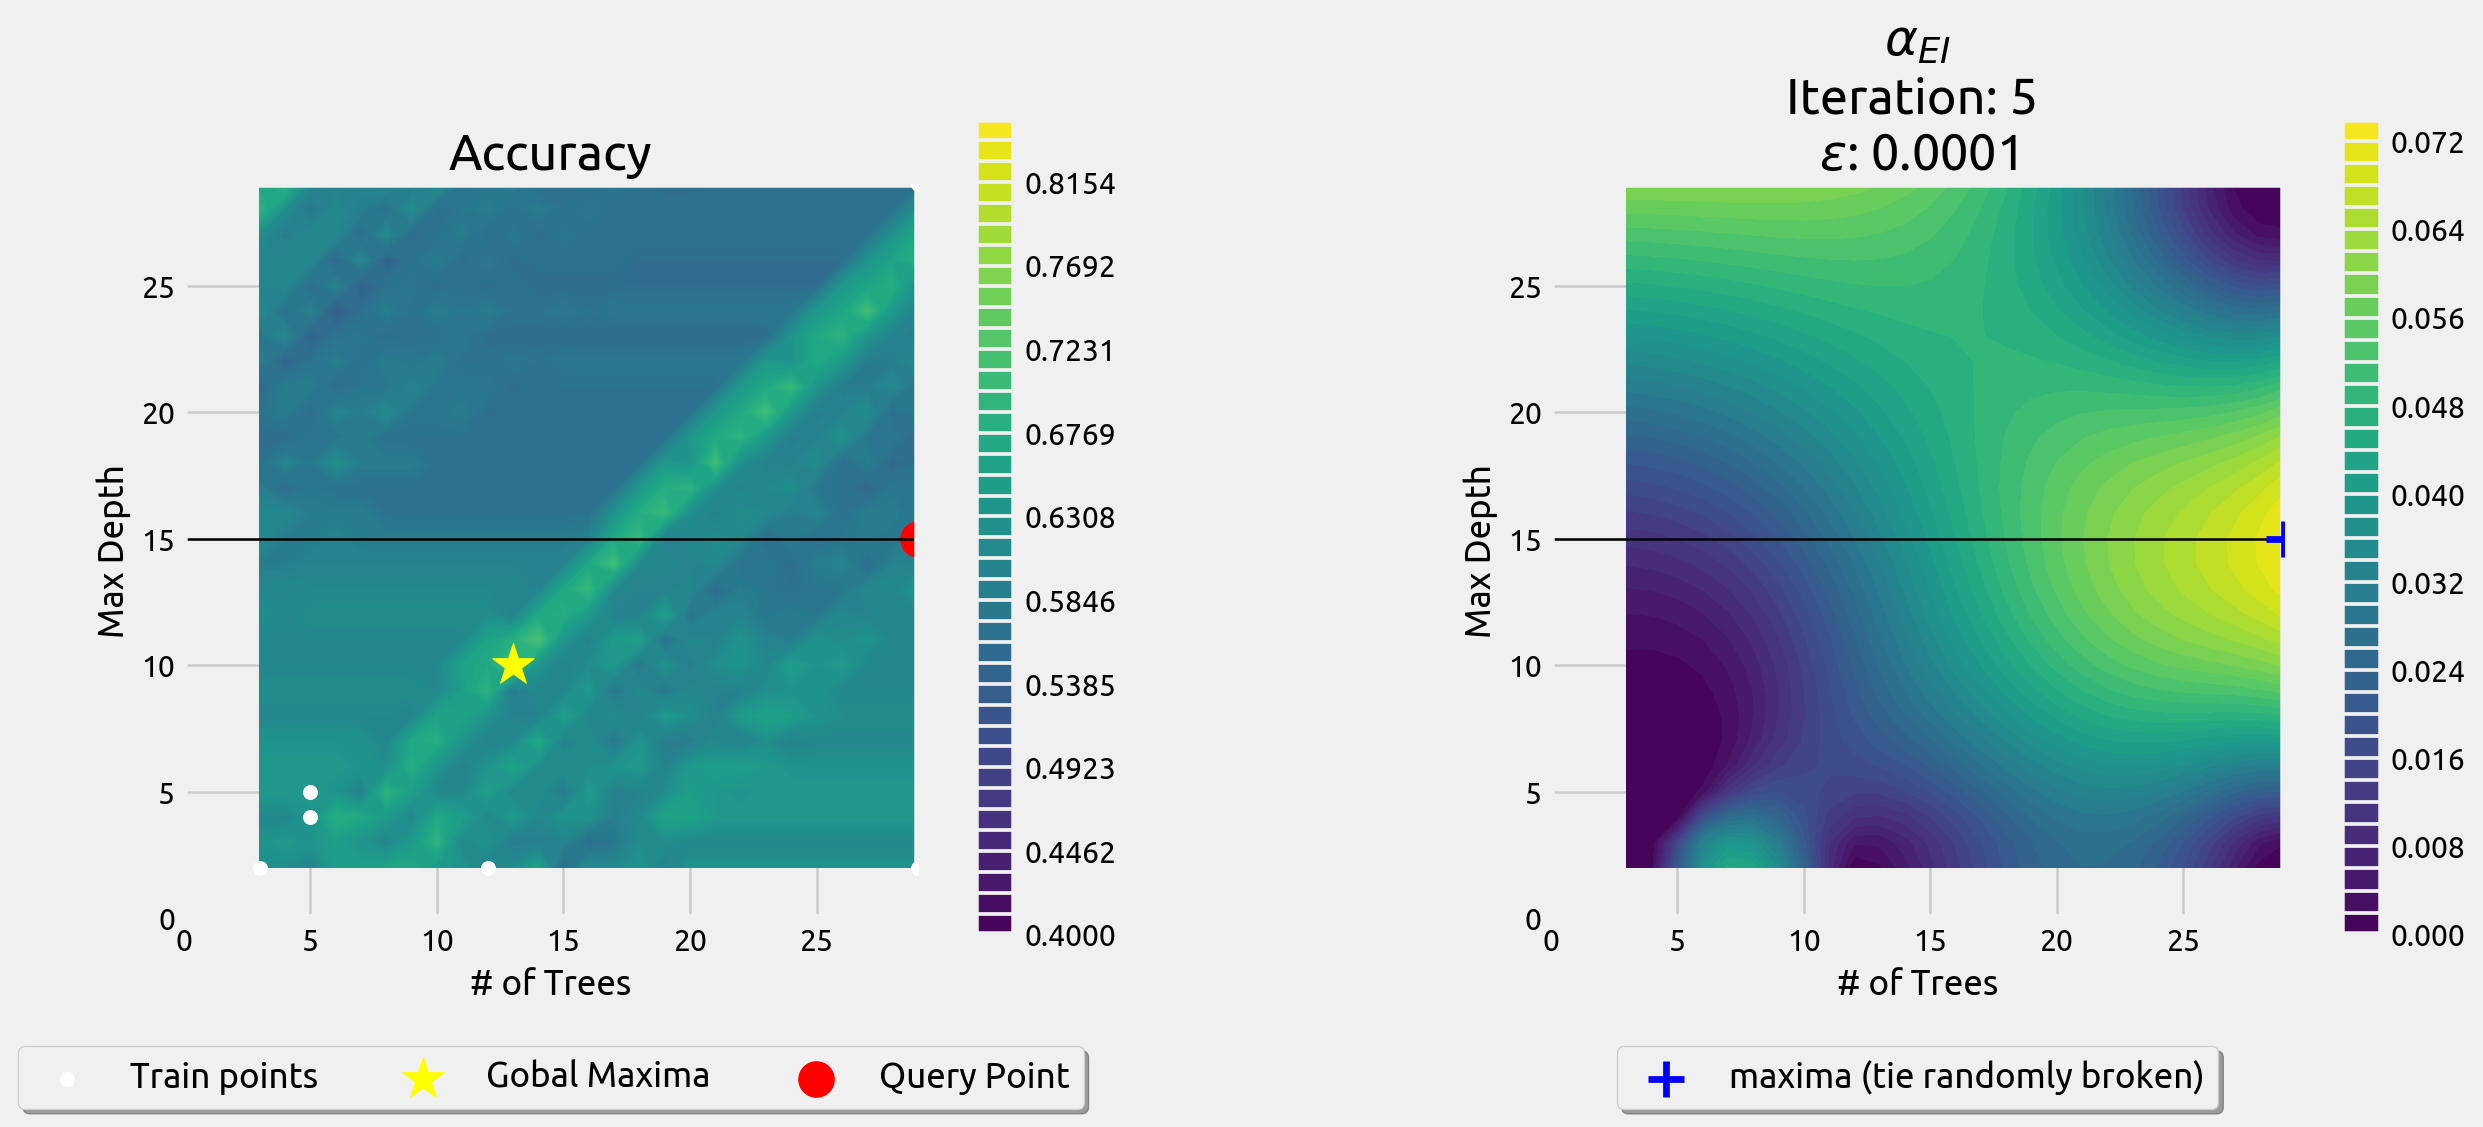 Accuracy
Max Depth
25
20
15
10
5
0
0 5 10 15 20 25
# of Trees
0.8154
0.7692
0.7231
0.6769
0.6308
0.5846
0.5385
0.4923
0.4462
0.4000
Train points
Gobal Maxima
Query Point
α_EI
Iteration: 5
ε: 0.0001
Max Depth
25
20
15
10
5
0
0 5 10 15 20 25
# of Trees
0.072
0.064
0.056
0.048
0.040
0.032
0.024
0.016
0.008
0.000
maxima (tie randomly broken)